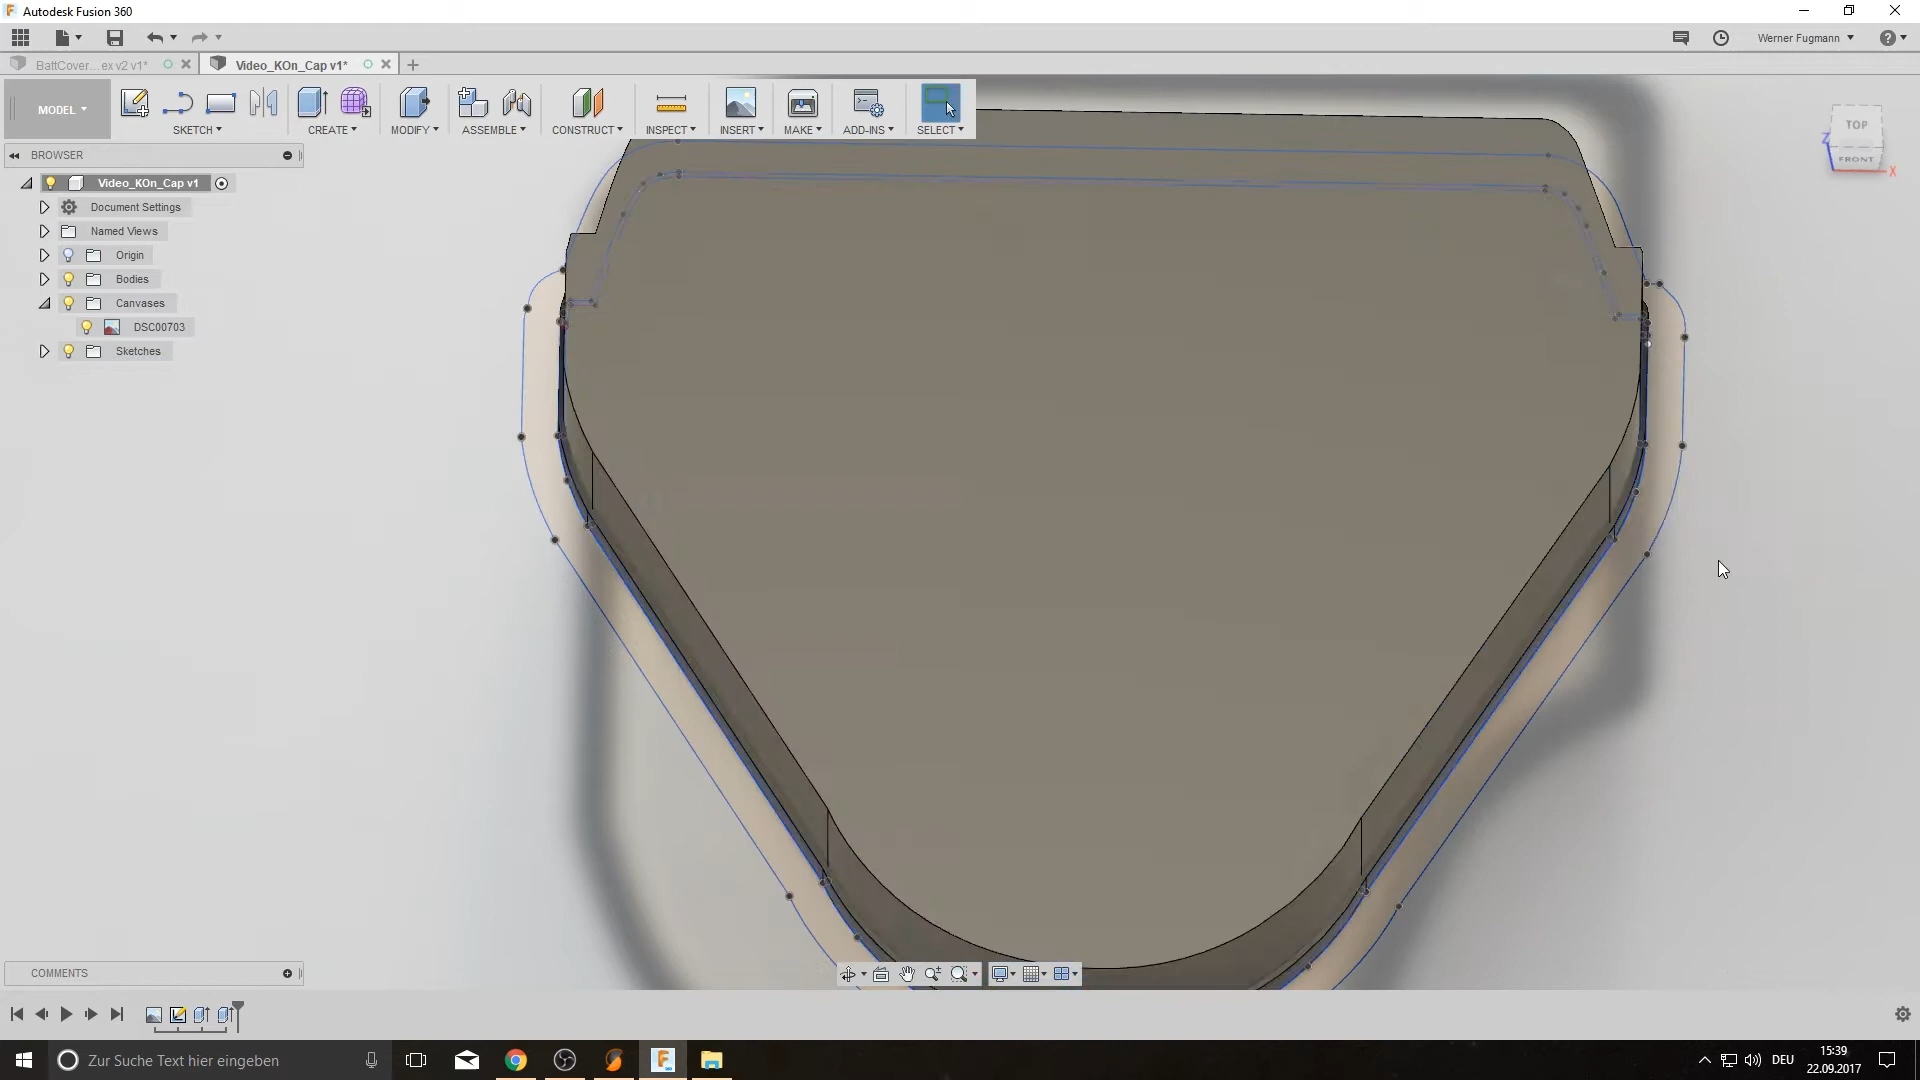 Autodesk Fusion 360
Werner Fugmann
BattCover...ex v2 v1*
Video_KOn_Cap v1*
MODEL
SKETCH
CREATE
MODIFY
ASSEMBLE
CONSTRUCT
INSPECT
INSERT
MAKE
ADD-INS
SELECT
TOP
FRONT
Z
X
BROWSER
Video_KOn_Cap v1
Document Settings
Named Views
Origin
Bodies
Canvases
DSC00703
Sketches
COMMENTS
Zur Suche Text hier eingeben
DEU
15:39
22.09.2017